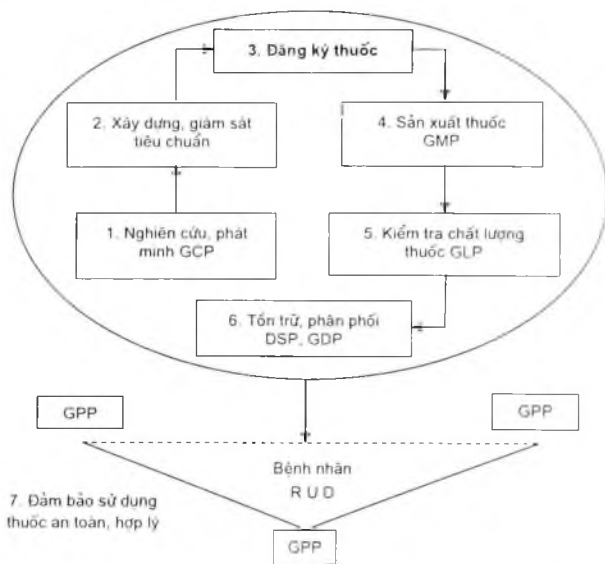 3. Đăng ký thuốc
2. Xây dựng, giám sát
tiêu chuẩn
4. Sản xuất thuốc
GMP
1. Nghiên cứu, phát
minh GCP
5. Kiểm tra chất lượng
thuốc GLP
6. Tồn trữ, phân phối
DSP, GDP
GPP
GPP
Bệnh nhân
R U D
7. Đảm bảo sử dụng
thuốc an toàn, hợp lý
GPP